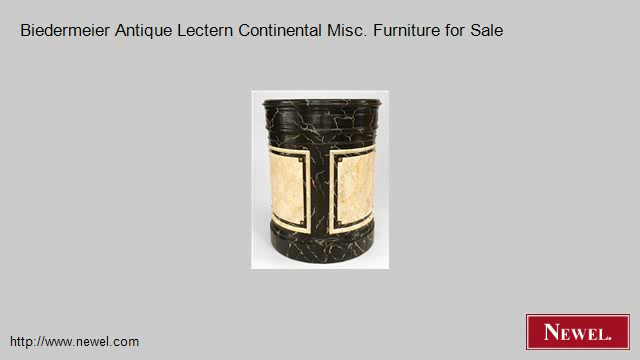 Biedermeier Antique Lectern Continental Misc. Furniture for Sale
NEWEL.
http://www.newel.com